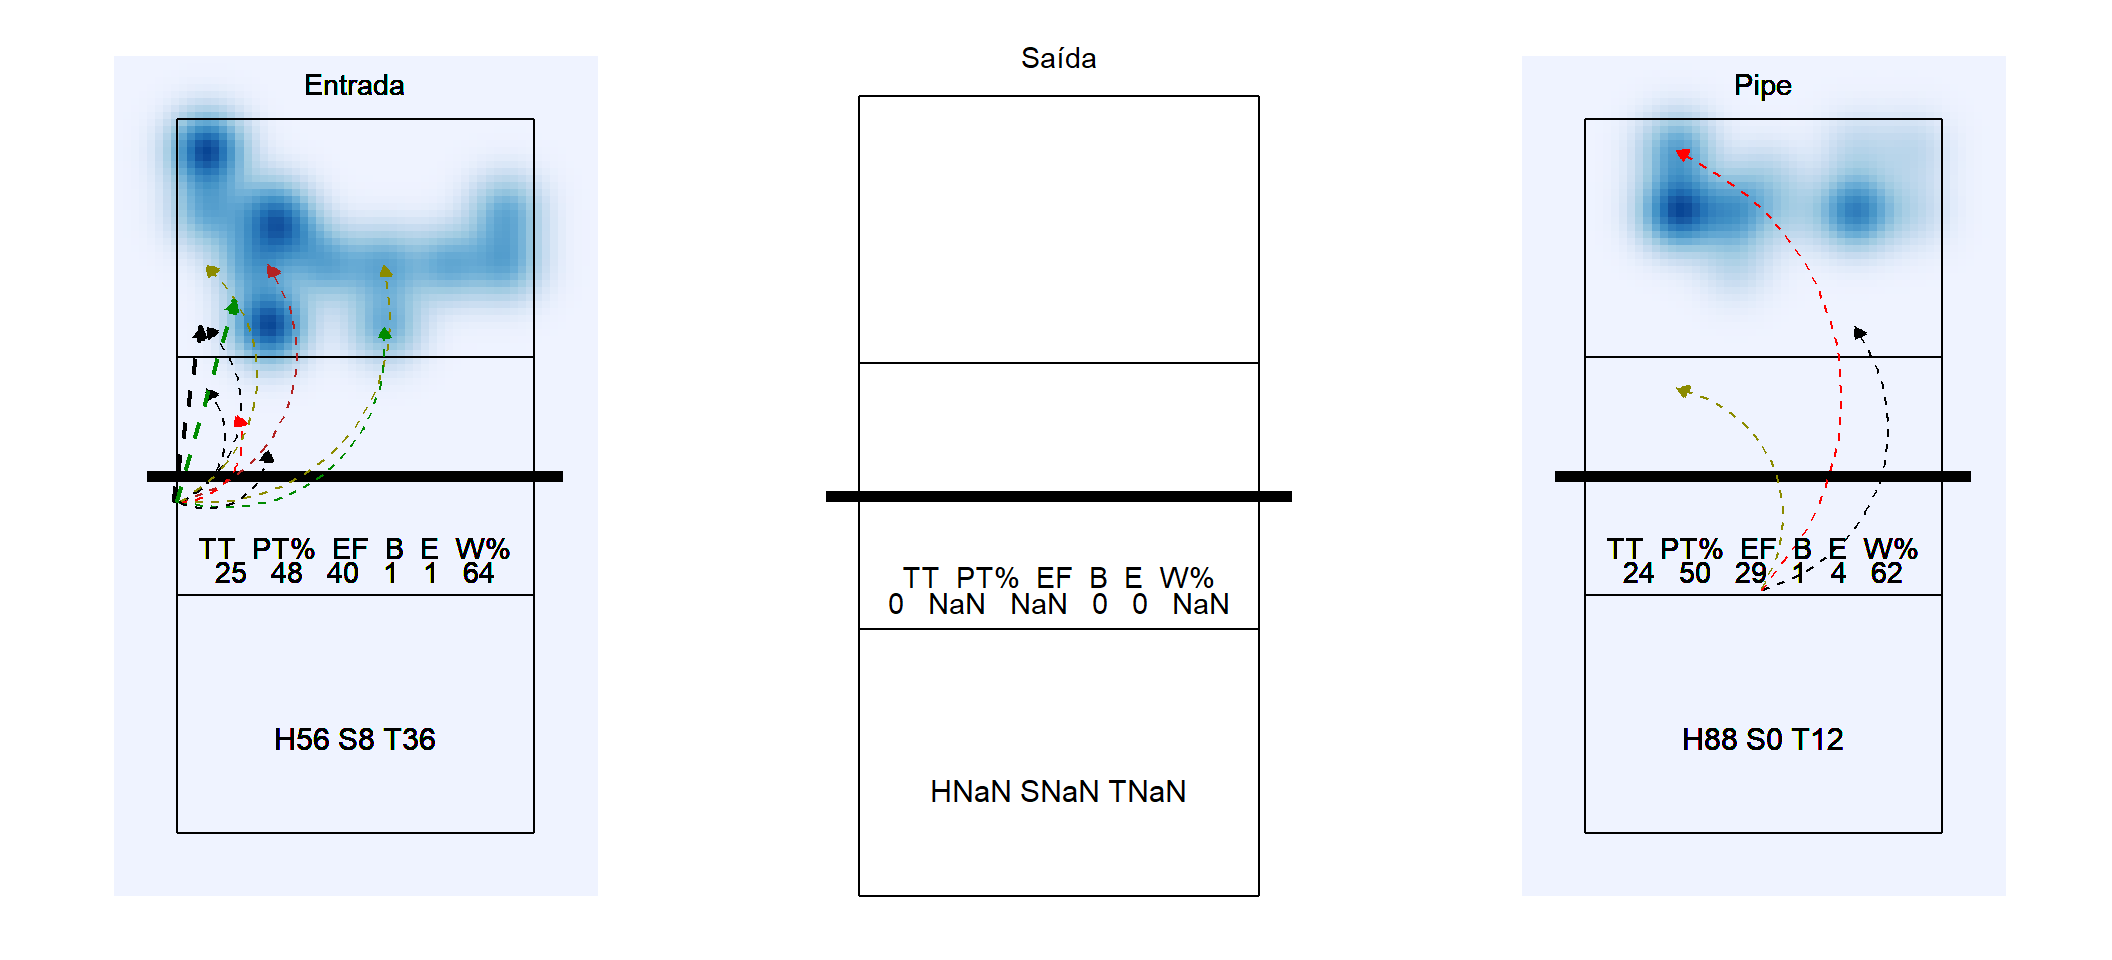 Entrada
TT PT% EF B E W%
25 48 40 1 1 64
H56 S8 T36
Saída
TT PT% EF B E W%
0 NaN NaN 0 0 NaN
HNaN SNaN TNaN
Pipe
TT PT% EF B E W%
24 50 29 1 4 62
H88 S0 T12